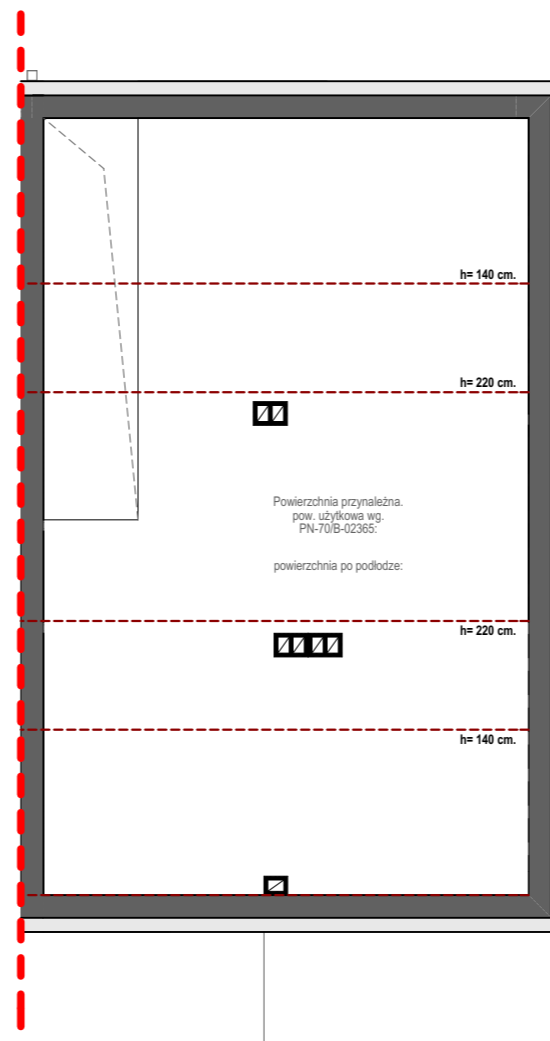 h= 140 cm.
h= 220 cm.
Powierzchnia przynależna.
pow. użytkowa wg.
PN-70/B-02365:
powierzchnia po podłodze:
h= 220 cm.
h= 140 cm.